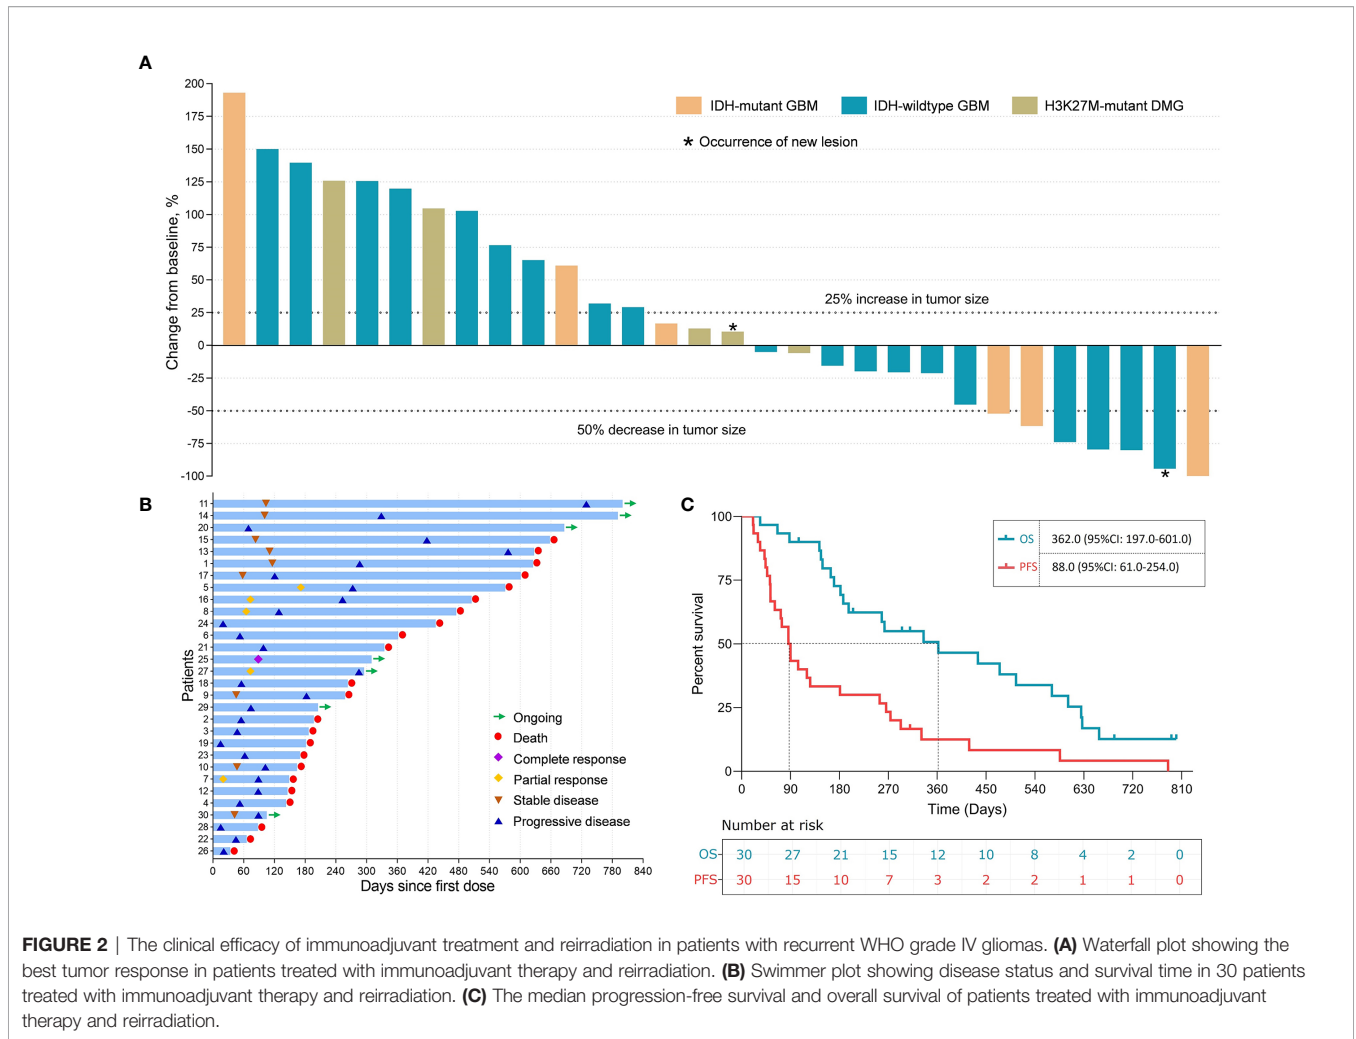 A
200
175
150
125
100
75
50
25
0
-25
-50
-75
-100
Change from baseline, %
IDH-mutant GBM
IDH-wildtype GBM
H3K27M-mutant DMG
* Occurrence of new lesion
25% increase in tumor size
*
50% decrease in tumor size
*
B
Patients
11
14
20
15
13
1
17
5
16
8
24
6
21
25
27
18
9
29
2
3
19
23
10
7
12
4
30
28
22
26
Ongoing
Death
Complete response
Partial response
Stable disease
Progressive disease
0 60 120 180 240 300 360 420 480 540 600 660 720 780 840
Days since first dose
C
Percent survival
100
75
50
25
0
OS 362.0 (95%CI: 197.0-601.0)
PFS 88.0 (95%CI: 61.0-254.0)
0 90 180 270 360 450 540 630 720 810
Time (Days)
Number at risk
OS 30 27 21 15 12 10 8 4 2 0
PFS 30 15 10 7 3 2 2 1 1 0
FIGURE 2 | The clinical efficacy of immunoadjuvant treatment and reirradiation in patients with recurrent WHO grade IV gliomas. (A) Waterfall plot showing the
best tumor response in patients treated with immunoadjuvant therapy and reirradiation. (B) Swimmer plot showing disease status and survival time in 30 patients
treated with immunoadjuvant therapy and reirradiation. (C) The median progression-free survival and overall survival of patients treated with immunoadjuvant
therapy and reirradiation.